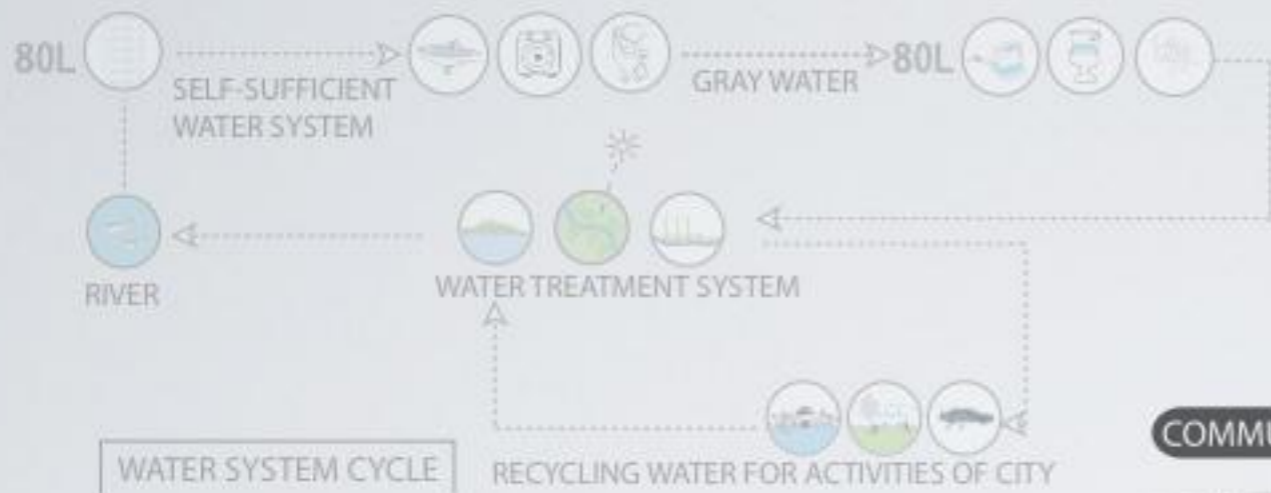 80L
SELF-SUFFICIENT
WATER SYSTEM
GRAY WATER
80L
RIVER
WATER TREATMENT SYSTEM
RECYCLING WATER FOR ACTIVITIES OF CITY
WATER SYSTEM CYCLE
COMMU